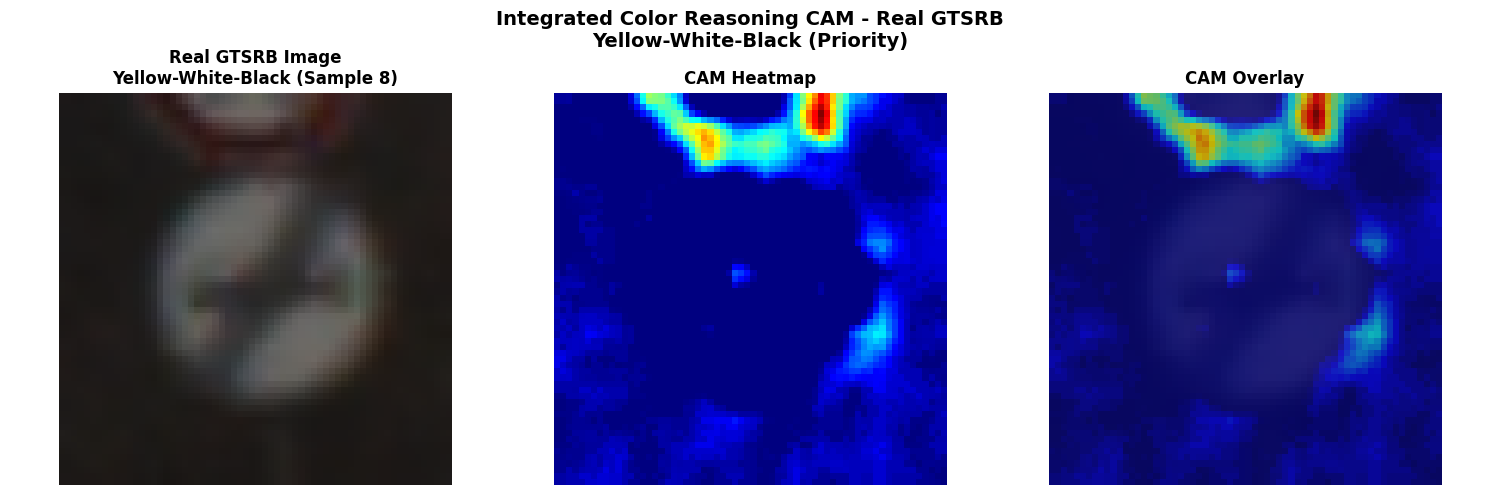 Integrated Color Reasoning CAM - Real GTSRB
Yellow-White-Black (Priority)
Real GTSRB Image
Yellow-White-Black (Sample 8)
CAM Heatmap
CAM Overlay